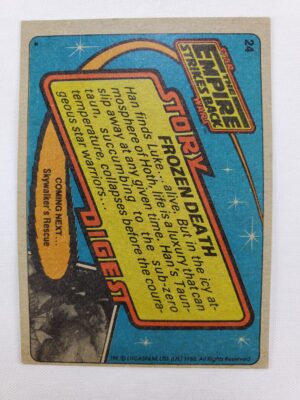 24
STAR WARS
THE
EMPIRE
STRIKES BACK
STORY
DIGEST
FROZEN DEATH
Han finds
Luke... alive. But in the icy at-
mosphere of Hoth, life is a luxury that can
slip away at any given time. Han's Taun-
taun, succumbing to the sub-zero
temperature, collapses before the coura-
geous star warriors...
COMING NEXT...
Skywalker's Rescue
TM: © LUCASFILM LTD. (LFL) 1980. All Rights Reserved